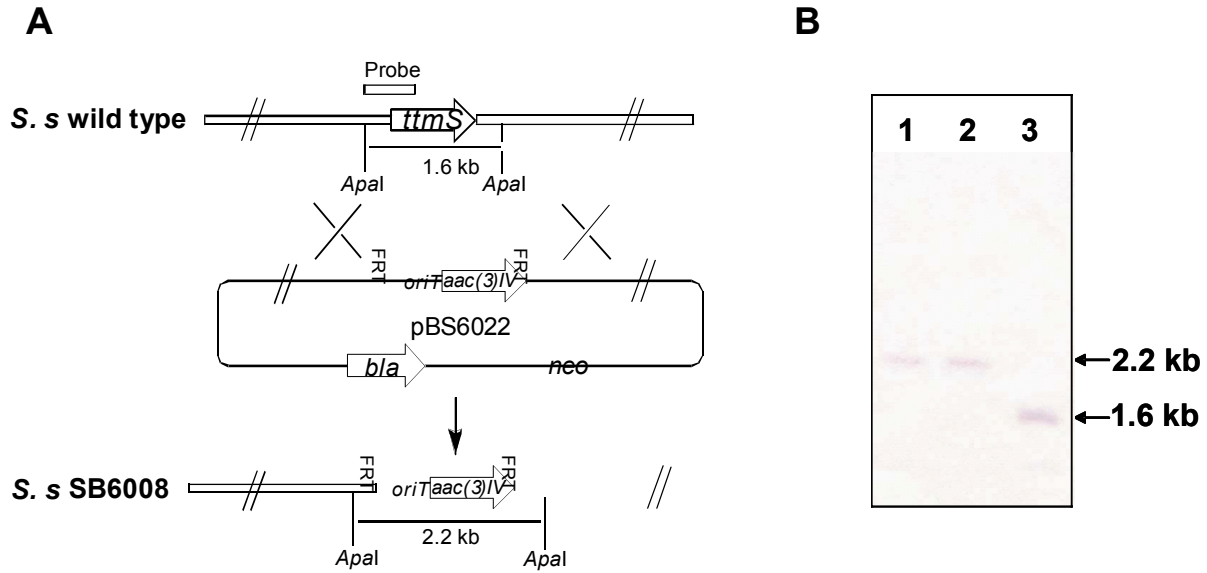 A
B
Probe
S. s wild type
ttmS
1.6 kb
ApaI
ApaI
FRT
FRT
oriT
aac(3)IV
pBS6022
bla
neo
FRT
FRT
S. s SB6008
oriT
aac(3)IV
2.2 kb
ApaI
ApaI
1 2 3
2.2 kb
1.6 kb